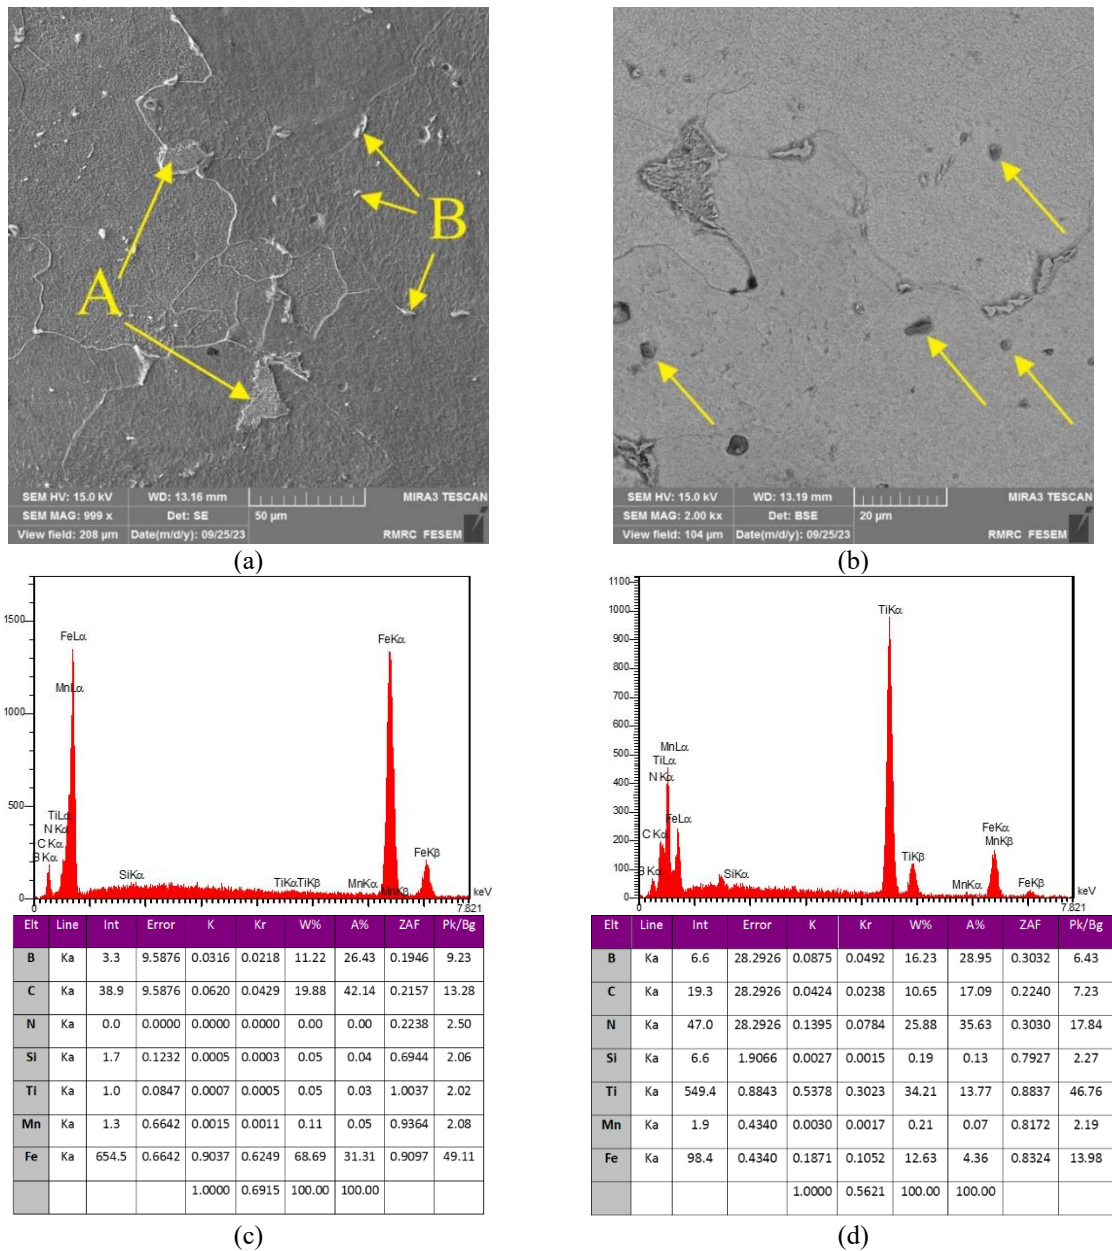 A
B
SEM HV: 15.0 kV WD: 13.16 mm MIRA3 TESCAN
SEM MAG: 999 x Det: SE 50 µm
View field: 208 µm Date(m/d/y): 09/25/23 RMRC FESEM
(a)
SEM HV: 15.0 kV WD: 13.19 mm MIRA3 TESCAN
SEM MAG: 2.00 kx Det: BSE 20 µm
View field: 104 µm Date(m/d/y): 09/25/23 RMRC FESEM
(b)
1500
1000
500
0
FeLα
MnLα
TiLα
N Kα
C Kα
B Kα
SiKα
TiKα TiKβ
MnKα
MnKβ
FeKα
FeKβ
keV
0 7.821
Elt Line Int Error K Kr W% A% ZAF Pk/Bg
B Ka 3.3 9.5876 0.0316 0.0218 11.22 26.43 0.1946 9.23
C Ka 38.9 9.5876 0.0620 0.0429 19.88 42.14 0.2157 13.28
N Ka 0.0 0.0000 0.0000 0.0000 0.00 0.00 0.2238 2.50
Si Ka 1.7 0.1232 0.0005 0.0003 0.05 0.04 0.6944 2.06
Ti Ka 1.0 0.0847 0.0007 0.0005 0.05 0.03 1.0037 2.02
Mn Ka 1.3 0.6642 0.0015 0.0011 0.11 0.05 0.9364 2.08
Fe Ka 654.5 0.6642 0.9037 0.6249 68.69 31.31 0.9097 49.11
1.0000 0.6915 100.00 100.00
(c)
1100
1000
900
800
700
600
500
400
300
200
100
0
TiKα
MnLα
TiLα
N Kα
FeLα
C Kα
B Kα
SiKα
TiKβ
FeKα
MnKβ
MnKα
FeKβ
keV
0 7.821
Elt Line Int Error K Kr W% A% ZAF Pk/Bg
B Ka 6.6 28.2926 0.0875 0.0492 16.23 28.95 0.3032 6.43
C Ka 19.3 28.2926 0.0424 0.0238 10.65 17.09 0.2240 7.23
N Ka 47.0 28.2926 0.1395 0.0784 25.88 35.63 0.3030 17.84
Si Ka 6.6 1.9066 0.0027 0.0015 0.19 0.13 0.7927 2.27
Ti Ka 549.4 0.8843 0.5378 0.3023 34.21 13.77 0.8837 46.76
Mn Ka 1.9 0.4340 0.0030 0.0017 0.21 0.07 0.8172 2.19
Fe Ka 98.4 0.4340 0.1871 0.1052 12.63 4.36 0.8324 13.98
1.0000 0.5621 100.00 100.00
(d)